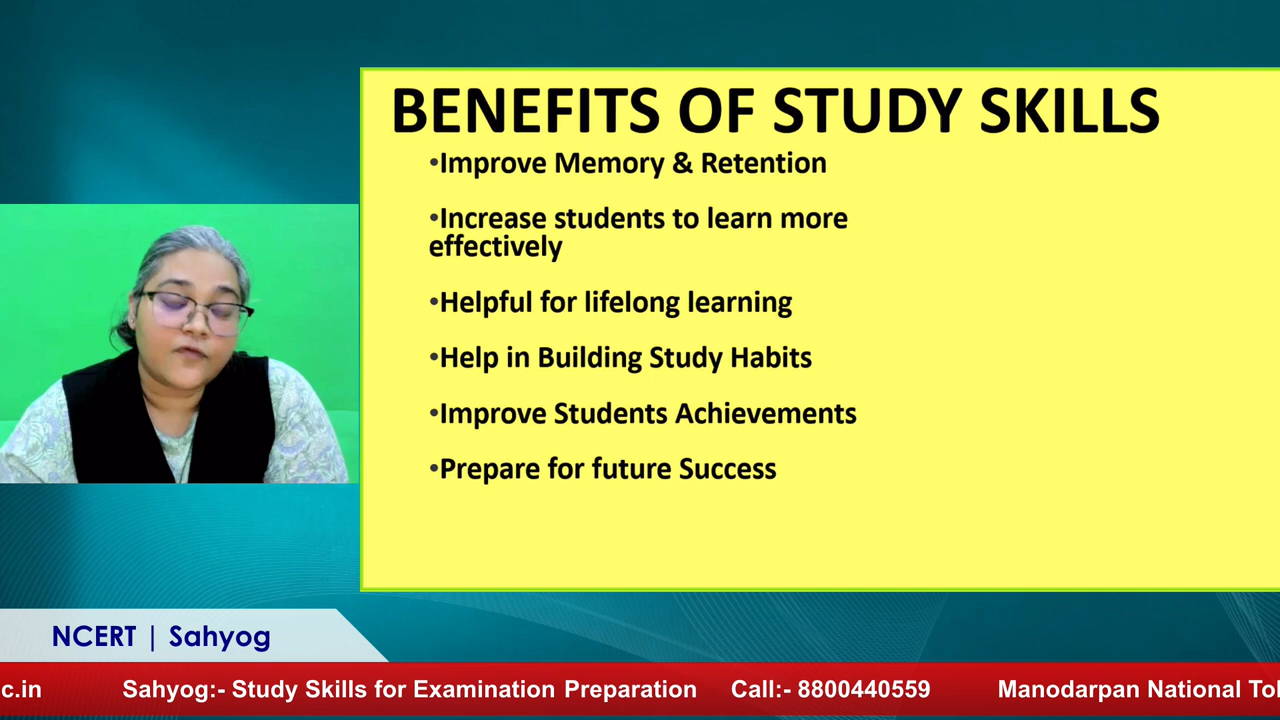 BENEFITS OF STUDY SKILLS
•Improve Memory & Retention
•Increase students to learn more
effectively
•Helpful for lifelong learning
•Help in Building Study Habits
•Improve Students Achievements
•Prepare for future Success
NCERT | Sahyog
c.in Sahyog:- Study Skills for Examination Preparation Call:- 8800440559 Manodarpan National Tol